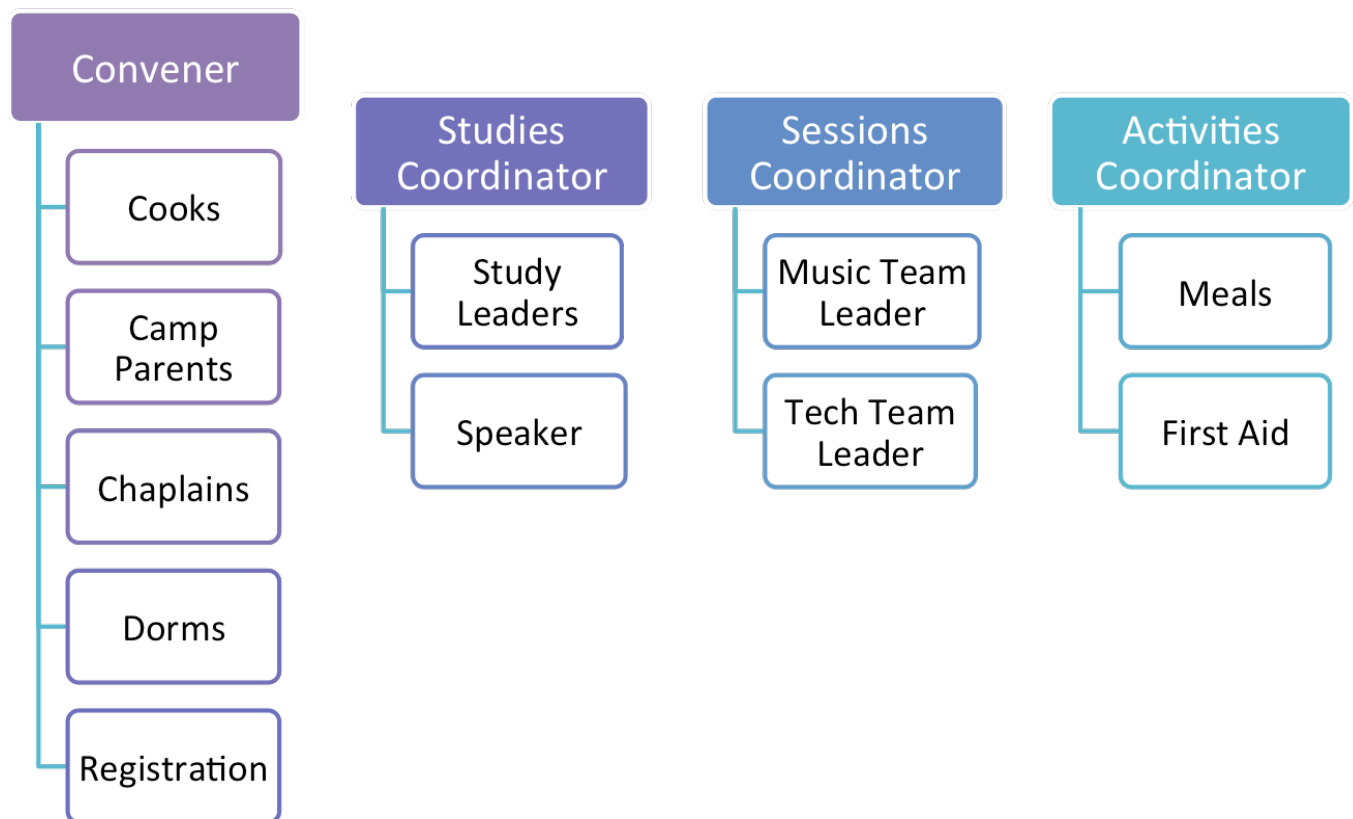 Convener
Cooks
Camp
Parents
Chaplains
Dorms
Registration
Studies
Coordinator
Study
Leaders
Speaker
Sessions
Coordinator
Music Team
Leader
Tech Team
Leader
Activities
Coordinator
Meals
First Aid